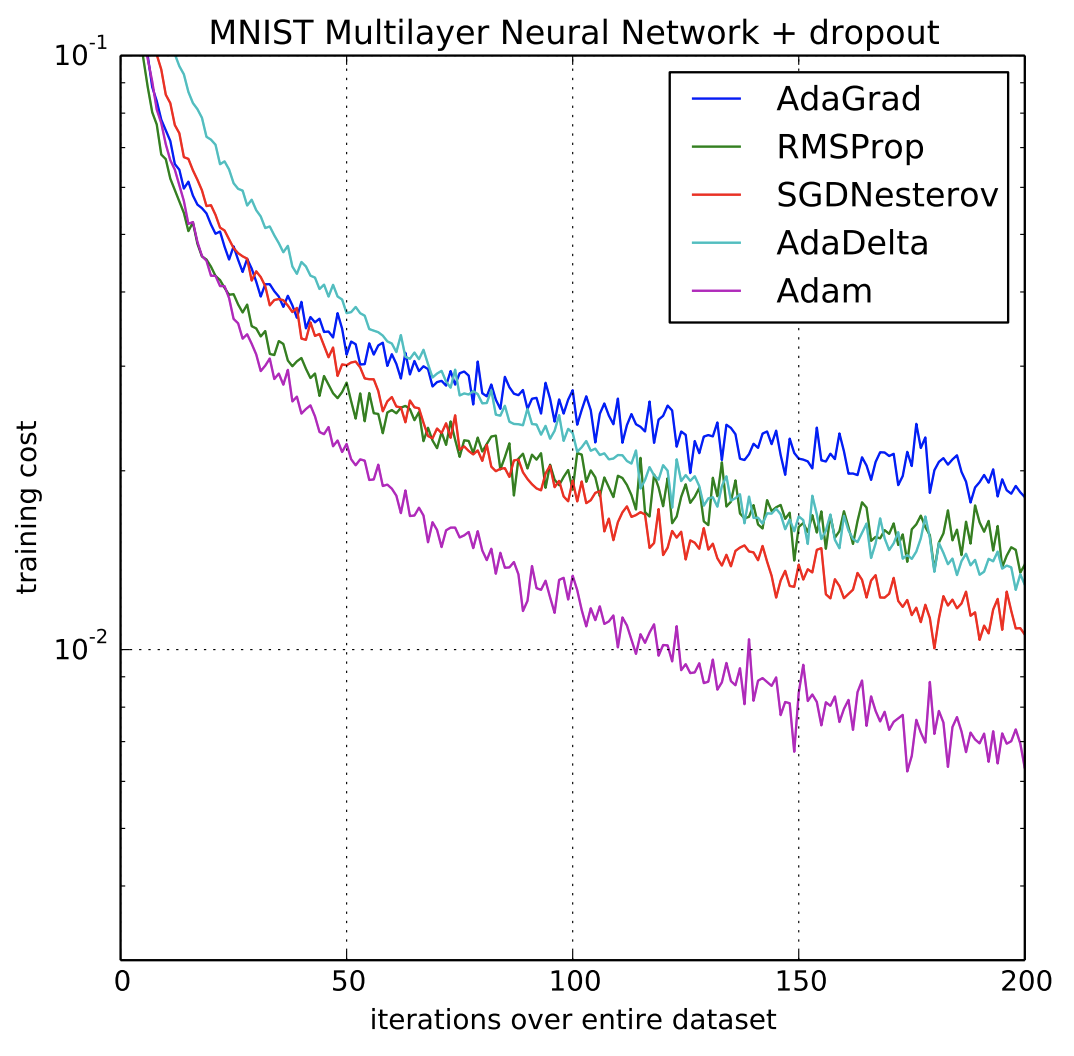 MNIST Multilayer Neural Network + dropout
10-1
AdaGrad
RMSProp
SGDNesterov
AdaDelta
Adam
training cost
10-2
0 50 100 150 200
iterations over entire dataset